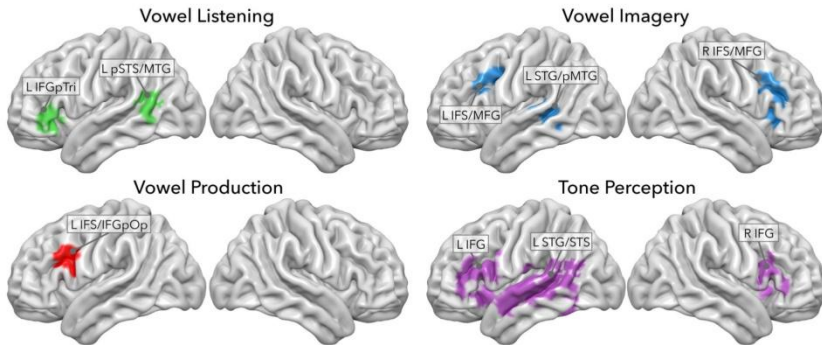 Vowel Listening
L IFGpTri
L pSTS/MTG
Vowel Imagery
L IFS/MFG
L STG/pMTG
R IFS/MFG
Vowel Production
L IFS/IFGpOp
Tone Perception
L IFG
L STG/STS
R IFG